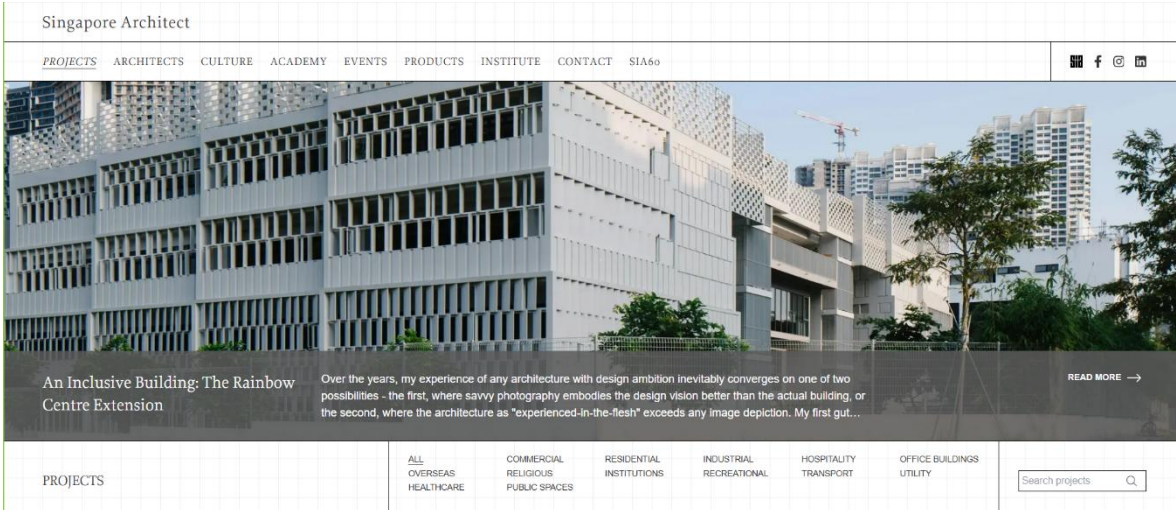 Singapore Architect
PROJECTS ARCHITECTS CULTURE ACADEMY EVENTS PRODUCTS INSTITUTE CONTACT SIA60
SIA
An Inclusive Building: The Rainbow
Centre Extension
Over the years, my experience of any architecture with design ambition inevitably converges on one of two
possibilities - the first, where savvy photography embodies the design vision better than the actual building, or
the second, where the architecture as "experienced-in-the-flesh" exceeds any image depiction. My first gut...
READ MORE →
PROJECTS
ALL COMMERCIAL RESIDENTIAL INDUSTRIAL HOSPITALITY OFFICE BUILDINGS
OVERSEAS RELIGIOUS INSTITUTIONS RECREATIONAL TRANSPORT UTILITY
HEALTHCARE PUBLIC SPACES
Search projects